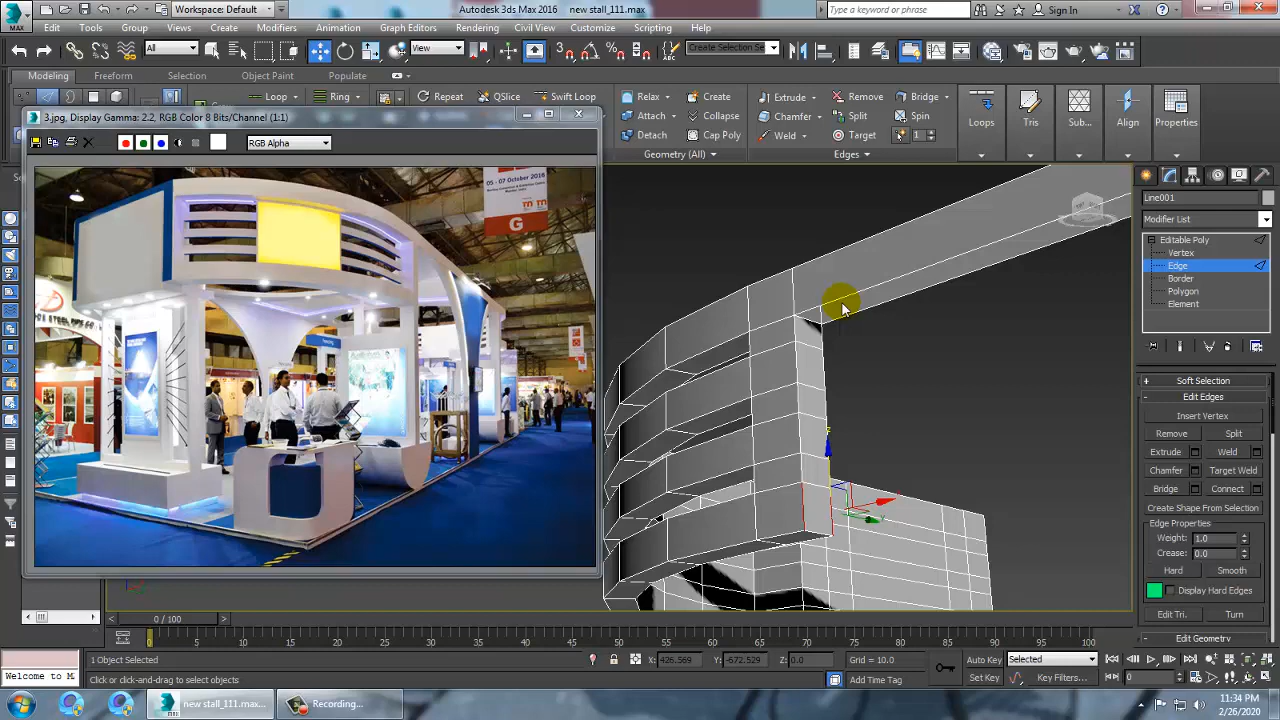 Workspace: Default
Autodesk 3ds Max 2016 new stall_111.max
Type a keyword or phrase
Sign In
MAX
Edit Tools Group Views Create Modifiers Animation Graph Editors Rendering Civil View Customize Scripting Help
All
View
Create Selection Se
Modeling Freeform Selection Object Paint Populate
Loop Ring Repeat QSlice Swift Loop
Relax Create
Attach Collapse
Detach Cap Poly
Geometry (All)
Extrude Remove Bridge
Chamfer Split Spin
Weld Target 1
Edges
Loops
Tris
Sub...
Align
Properties
3.jpg, Display Gamma: 2.2, RGB Color 8 Bits/Channel (1:1)
RGB Alpha
05 - 07 October 2016
G
Line001
Modifier List
Editable Poly
Vertex
Edge
Border
Polygon
Element
Soft Selection
Edit Edges
Insert Vertex
Remove Split
Extrude Weld
Chamfer Target Weld
Bridge Connect
Create Shape From Selection
Edge Properties
Weight: 1.0
Crease: 0.0
Hard Smooth
Display Hard Edges
Edit Tri. Turn
Edit Geometry
0 / 100
0 5 10 15 20 25 30 35 40 45 50 55 60 65 70 75 80 85 90 95 100
1 Object Selected
X: 426.569 Y: -672.529 Z: 0.0
Grid = 10.0
Auto Key Selected
Welcome to M
Click or click-and-drag to select objects
Add Time Tag
Set Key Key Filters...
0
new stall_111.max...
Recording...
11:34 PM
2/26/2020